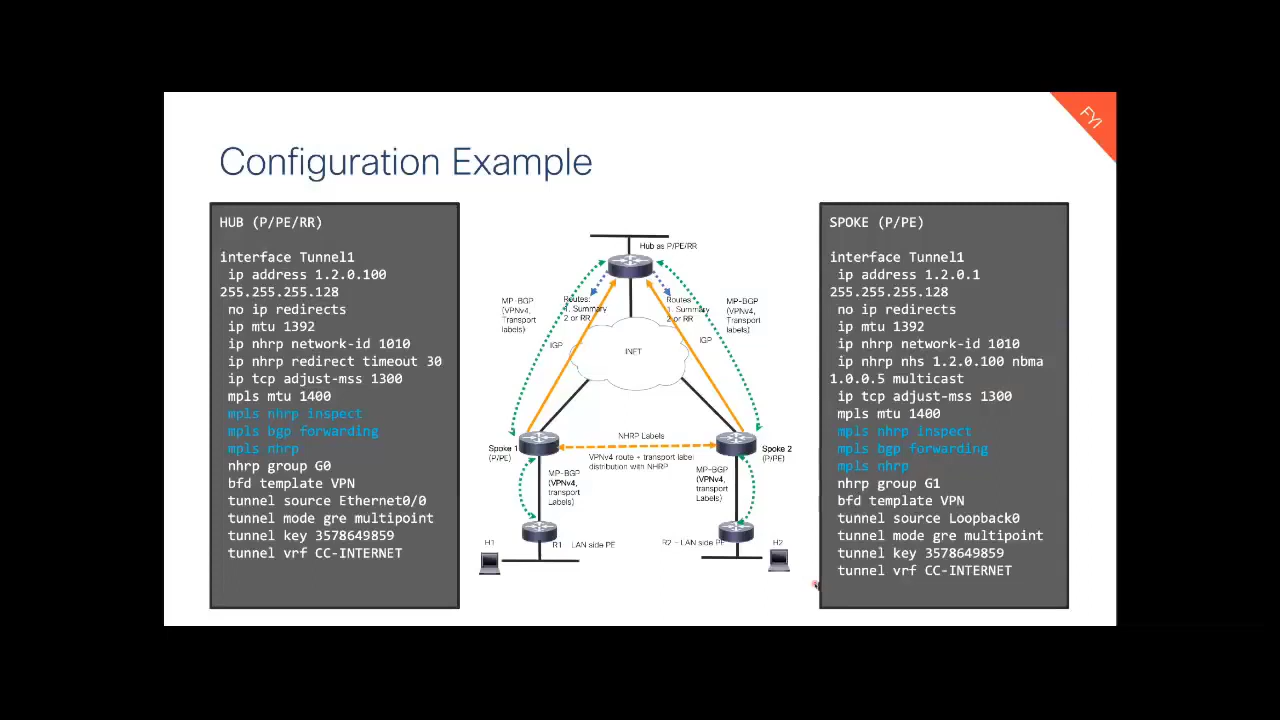 FYI
Configuration Example
HUB (P/PE/RR)
interface Tunnel1
ip address 1.2.0.100
255.255.255.128
no ip redirects
ip mtu 1392
ip nhrp network-id 1010
ip nhrp redirect timeout 30
ip tcp adjust-mss 1300
mpls mtu 1400
mpls nhrp inspect
mpls bgp forwarding
mpls nhrp
nhrp group G0
bfd template VPN
tunnel source Ethernet0/0
tunnel mode gre multipoint
tunnel key 3578649859
tunnel vrf CC-INTERNET
Hub as P/PE/RR
MP-BGP
(VPNv4,
Transport
labels)
Routes:
1. Summary
2 or RR
Routes
1. Summary
2 or RR
MP-BGP
(VPNv4,
Transport
labels)
IGP
INET
IGP
NHRP Labels
Spoke 1
(P/PE)
VPNv4 route + transport label
distribution with NHRP
Spoke 2
(P/PE)
MP-BGP
(VPNv4,
transport
Labels)
MP-BGP
(VPNv4,
transport
Labels)
H1
R1 LAN side PE
R2 - LAN side PE
H2
SPOKE (P/PE)
interface Tunnel1
ip address 1.2.0.1
255.255.255.128
no ip redirects
ip mtu 1392
ip nhrp network-id 1010
ip nhrp nhs 1.2.0.100 nbma
1.0.0.5 multicast
ip tcp adjust-mss 1300
mpls mtu 1400
mpls nhrp inspect
mpls bgp forwarding
mpls nhrp
nhrp group G1
bfd template VPN
tunnel source Loopback0
tunnel mode gre multipoint
tunnel key 3578649859
tunnel vrf CC-INTERNET